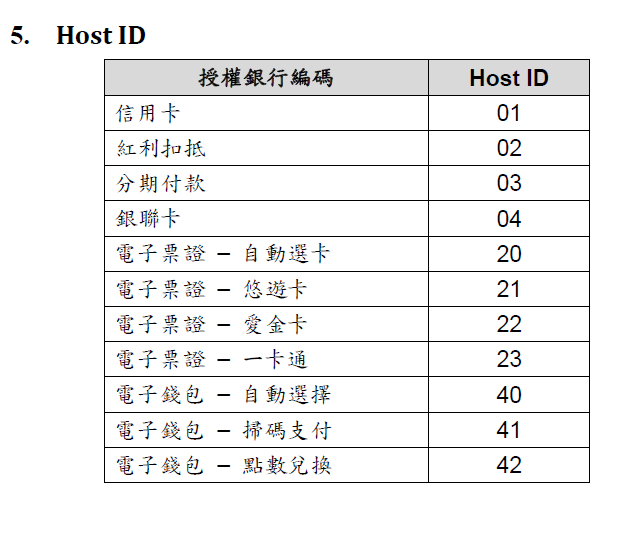 5. Host ID
授權銀行編碼 Host ID
信用卡 01
紅利扣抵 02
分期付款 03
銀聯卡 04
電子票證 – 自動選卡 20
電子票證 – 悠遊卡 21
電子票證 – 愛金卡 22
電子票證 – 一卡通 23
電子錢包 – 自動選擇 40
電子錢包 – 掃碼支付 41
電子錢包 – 點數兌換 42